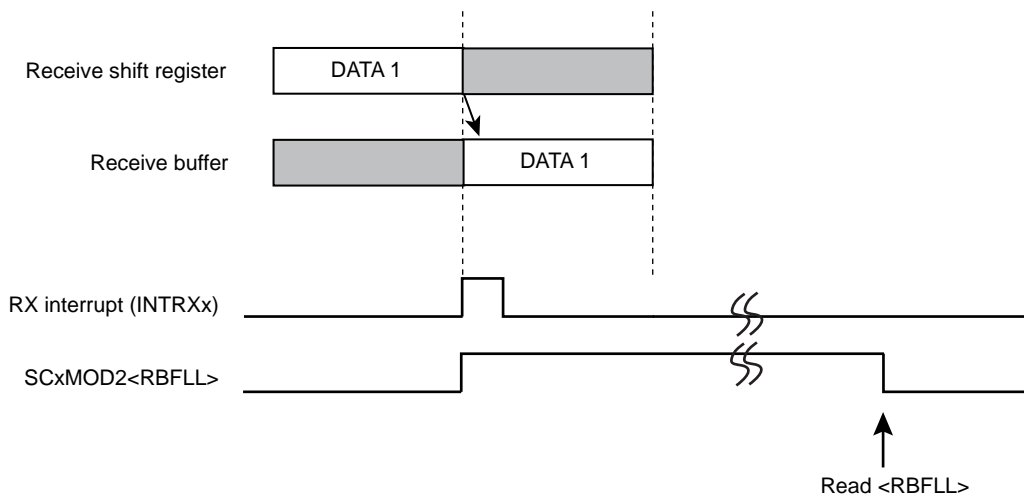 Receive shift register
DATA 1
Receive buffer
DATA 1
RX interrupt (INTRXx)
SCxMOD2<RBFLL>
Read <RBFLL>